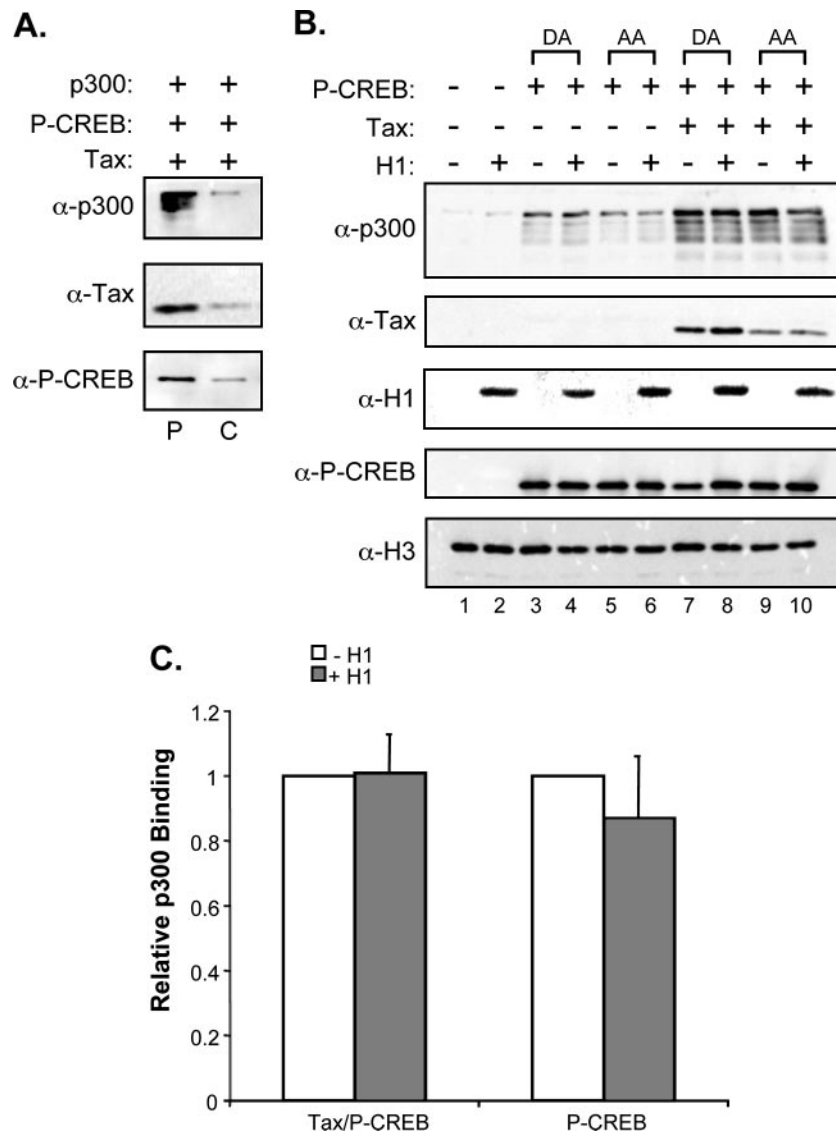 A.
p300: + +
P-CREB: + +
Tax: + +
α-p300
α-Tax
α-P-CREB
P C
B.
DA AA DA AA
P-CREB: - - + + + + + + + +
Tax: - - - - - - + + + +
H1: - + - + - + - + - +
α-p300
α-Tax
α-H1
α-P-CREB
α-H3
1 2 3 4 5 6 7 8 9 10
C.
- H1
+ H1
Relative p300 Binding
1.2
1
0.8
0.6
0.4
0.2
0
Tax/P-CREB P-CREB